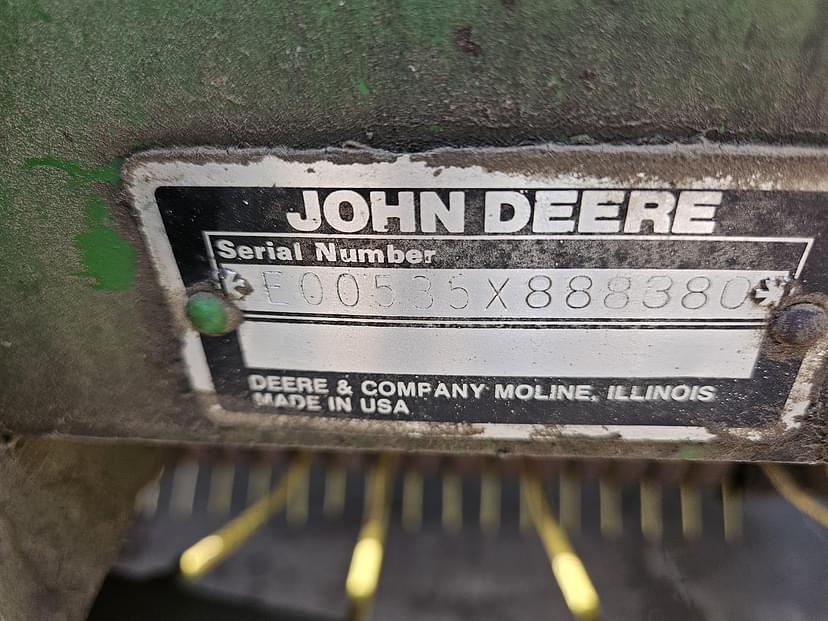 JOHN DEERE
Serial Number
*E00535X888380*
DEERE & COMPANY MOLINE, ILLINOIS
MADE IN USA